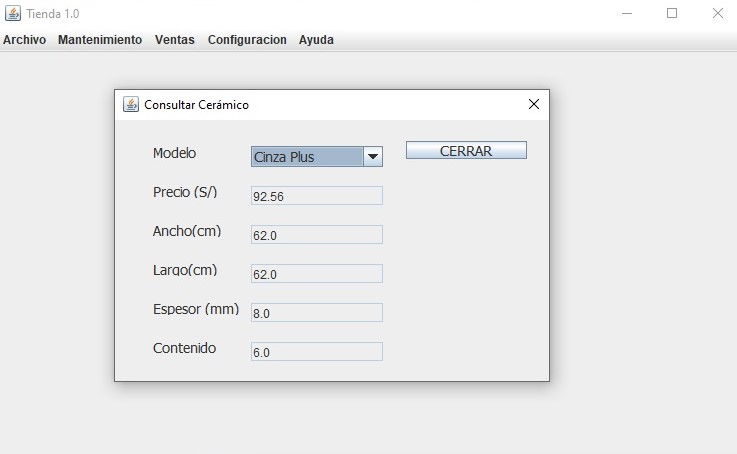 Tienda 1.0
Archivo Mantenimiento Ventas Configuracion Ayuda
Consultar Cerámico
Modelo Cinza Plus CERRAR
Precio (S/) 92.56
Ancho(cm) 62.0
Largo(cm) 62.0
Espesor (mm) 8.0
Contenido 6.0